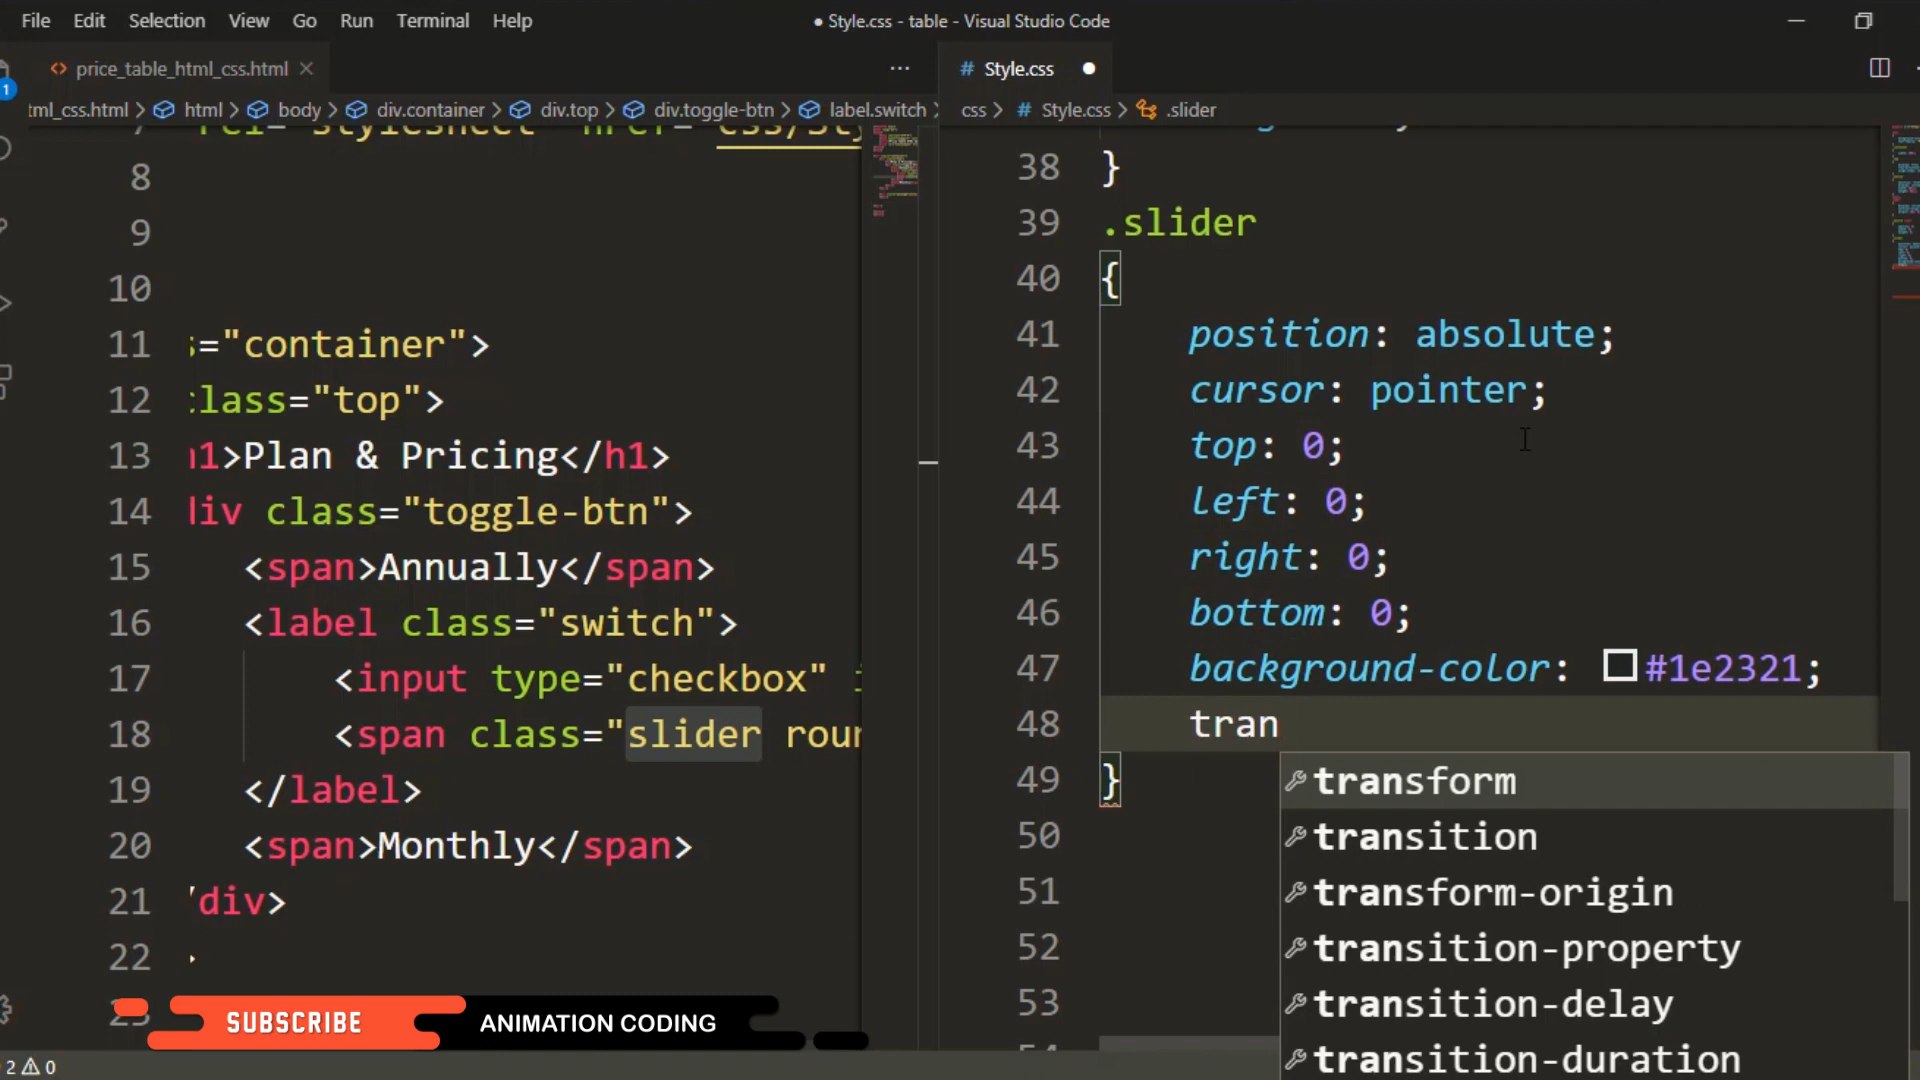 File Edit Selection View Go Run Terminal Help
● Style.css - table - Visual Studio Code
price_table_html_css.html
# Style.css
1
tml_css.html > html > body > div.container > div.top > div.toggle-btn > label.switch >
css > # Style.css > .slider
8
9
10
11 s="container">
12 class="top">
13 h1>Plan & Pricing</h1>
14 div class="toggle-btn">
15 <span>Annually</span>
16 <label class="switch">
17 <input type="checkbox"
18 <span class="slider
19 </label>
20 <span>Monthly</span>
21 /div>
22 >
38 }
39 .slider
40 {
41 position: absolute;
42 cursor: pointer;
43 top: 0;
44 left: 0;
45 right: 0;
46 bottom: 0;
47 background-color: #1e2321;
48 tran
49 }
50
51
52
53
transform
transition
transform-origin
transition-property
transition-delay
transition-duration
SUBSCRIBE
ANIMATION CODING
2 0